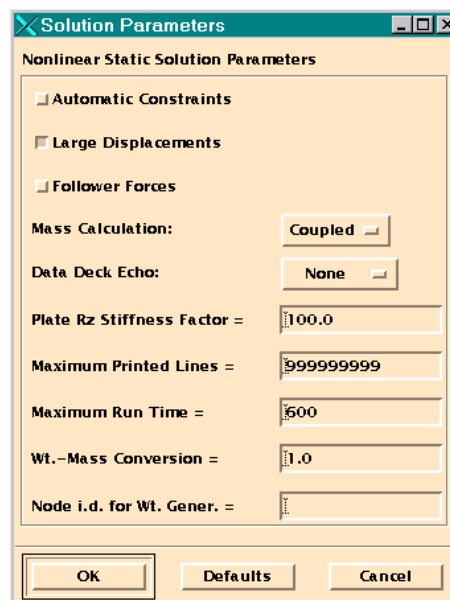 Solution Parameters
Nonlinear Static Solution Parameters
Automatic Constraints
Large Displacements
Follower Forces
Mass Calculation: Coupled
Data Deck Echo: None
Plate Rz Stiffness Factor = 100.0
Maximum Printed Lines = 999999999
Maximum Run Time = 600
Wt.-Mass Conversion = 1.0
Node i.d. for Wt. Gener. =
OK Defaults Cancel